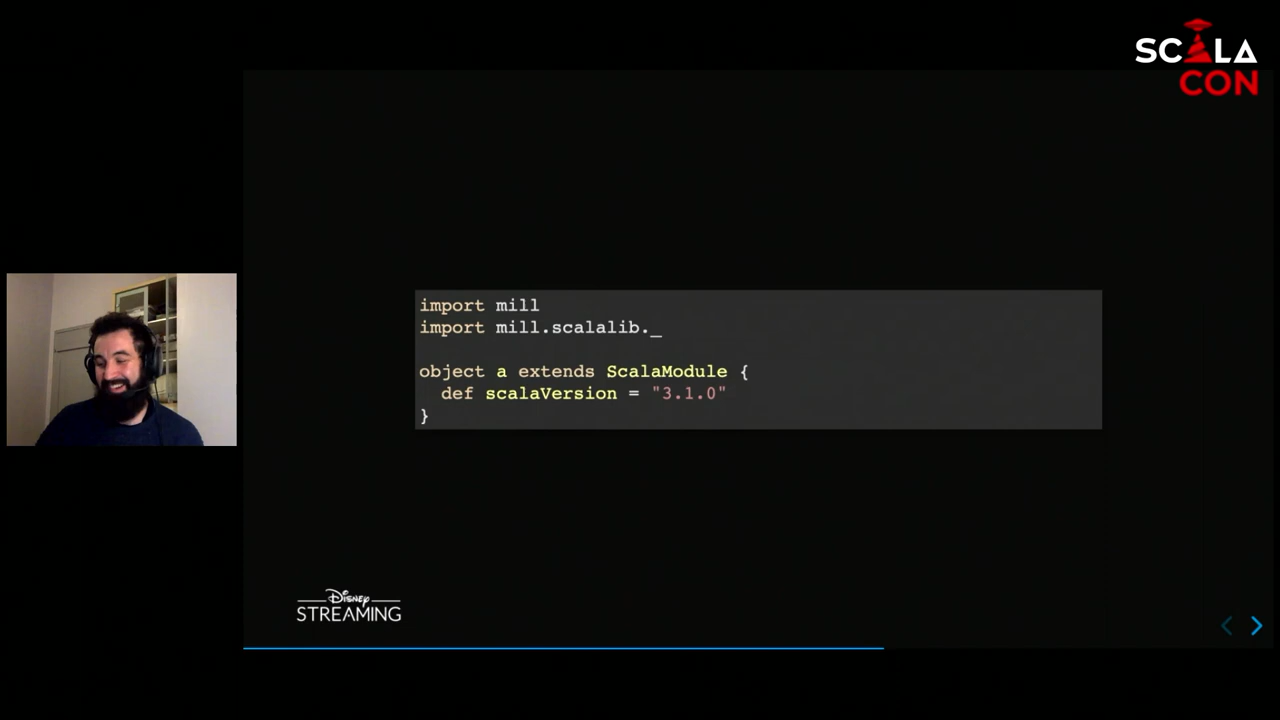 SCALA
CON
import mill
import mill.scalalib._
object a extends ScalaModule {
  def scalaVersion = "3.1.0"
}
Disney
STREAMING